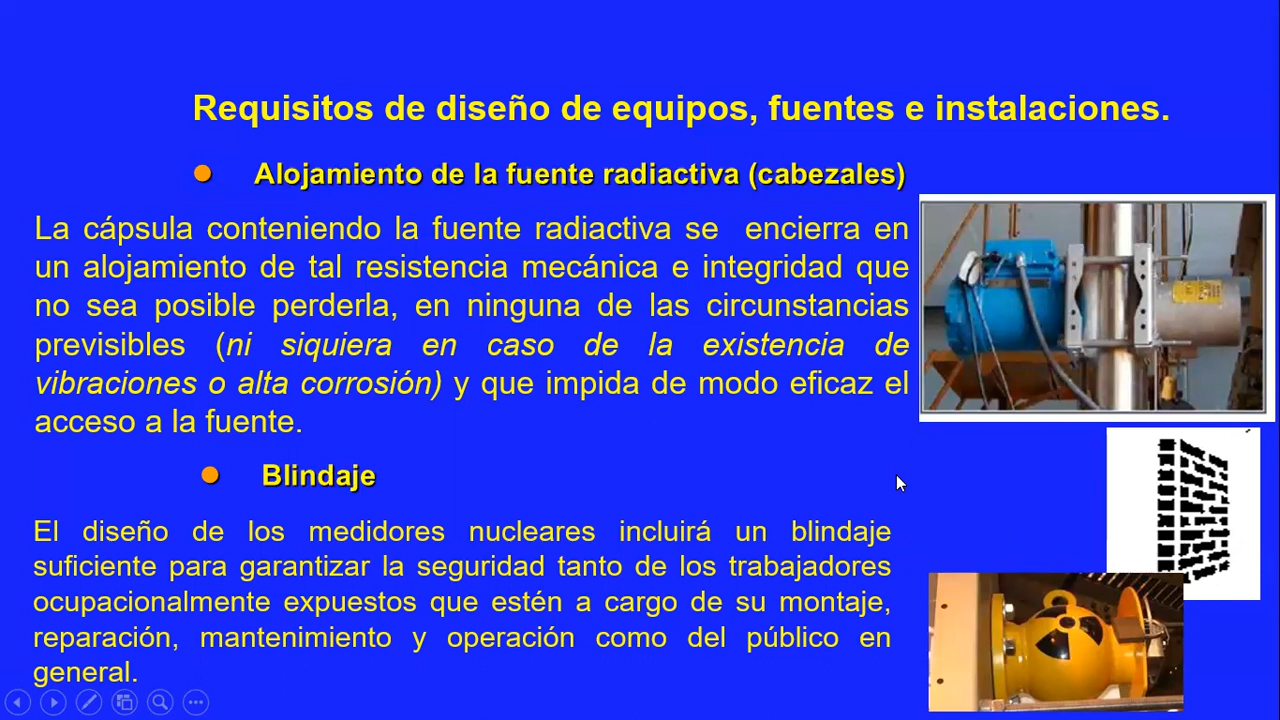 Requisitos de diseño de equipos, fuentes e instalaciones.
Alojamiento de la fuente radiactiva (cabezales)
La cápsula conteniendo la fuente radiactiva se encierra en
un alojamiento de tal resistencia mecánica e integridad que
no sea posible perderla, en ninguna de las circunstancias
previsibles (ni siquiera en caso de la existencia de
vibraciones o alta corrosión) y que impida de modo eficaz el
acceso a la fuente.
Blindaje
El diseño de los medidores nucleares incluirá un blindaje
suficiente para garantizar la seguridad tanto de los trabajadores
ocupacionalmente expuestos que estén a cargo de su montaje,
reparación, mantenimiento y operación como del público en
general.